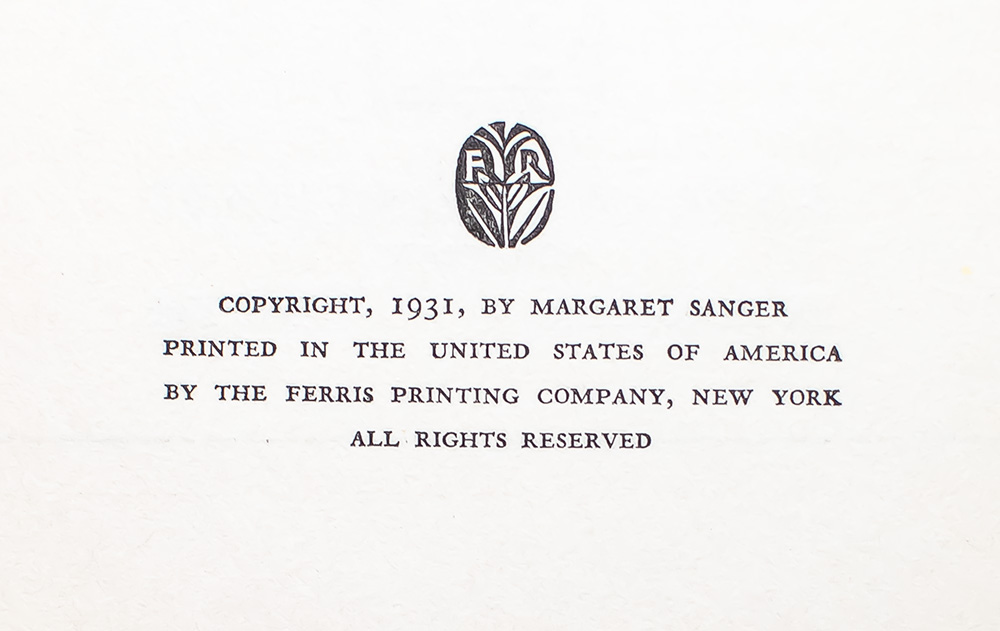 FR
COPYRIGHT, 1931, BY MARGARET SANGER
PRINTED IN THE UNITED STATES OF AMERICA
BY THE FERRIS PRINTING COMPANY, NEW YORK
ALL RIGHTS RESERVED